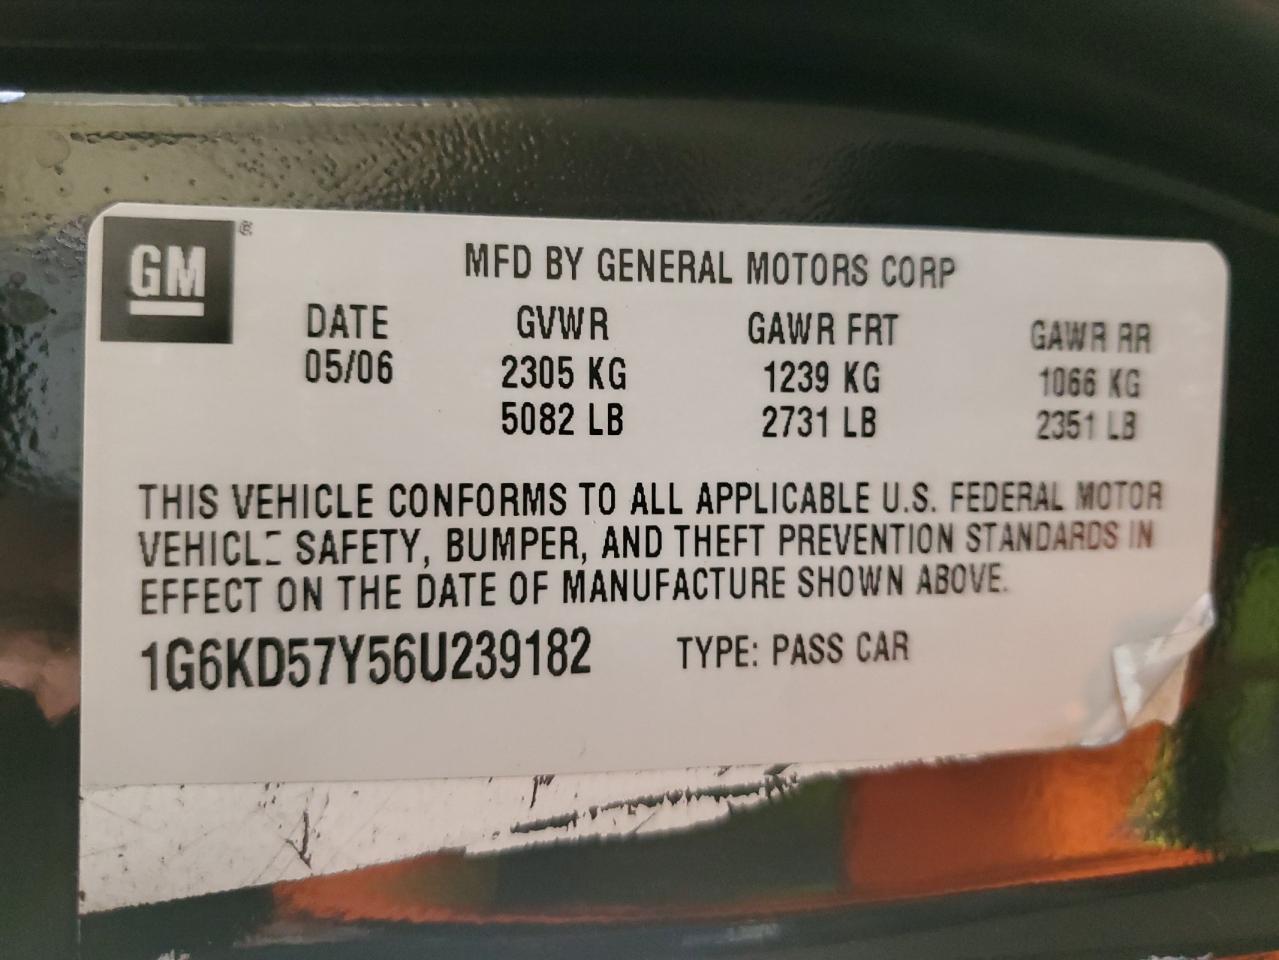 GM ®
MFD BY GENERAL MOTORS CORP
DATE GVWR GAWR FRT GAWR RR
05/06 2305 KG 1239 KG 1066 KG
5082 LB 2731 LB 2351 LB
THIS VEHICLE CONFORMS TO ALL APPLICABLE U.S. FEDERAL MOTOR
VEHICLE SAFETY, BUMPER, AND THEFT PREVENTION STANDARDS IN
EFFECT ON THE DATE OF MANUFACTURE SHOWN ABOVE.
1G6KD57Y56U239182 TYPE: PASS CAR